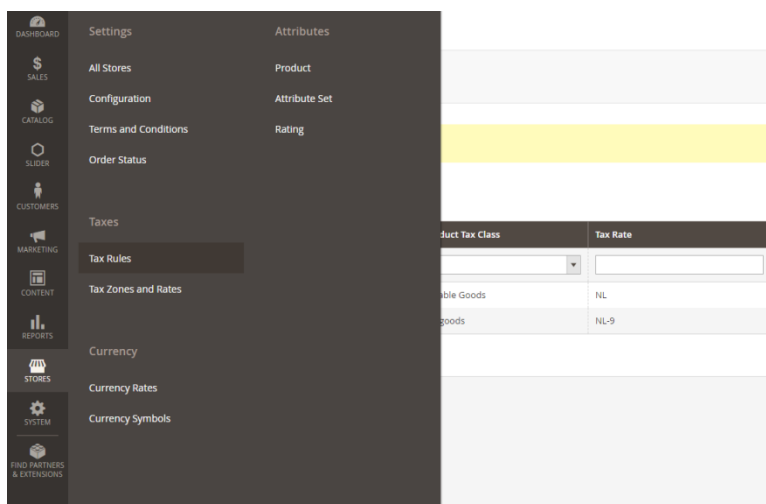 DASHBOARD
SALES
CATALOG
SLIDER
CUSTOMERS
MARKETING
CONTENT
REPORTS
STORES
SYSTEM
FIND PARTNERS
& EXTENSIONS
Settings
All Stores
Configuration
Terms and Conditions
Order Status
Taxes
Tax Rules
Tax Zones and Rates
Currency
Currency Rates
Currency Symbols
Attributes
Product
Attribute Set
Rating
duct Tax Class
Tax Rate
able Goods
NL
goods
NL-9